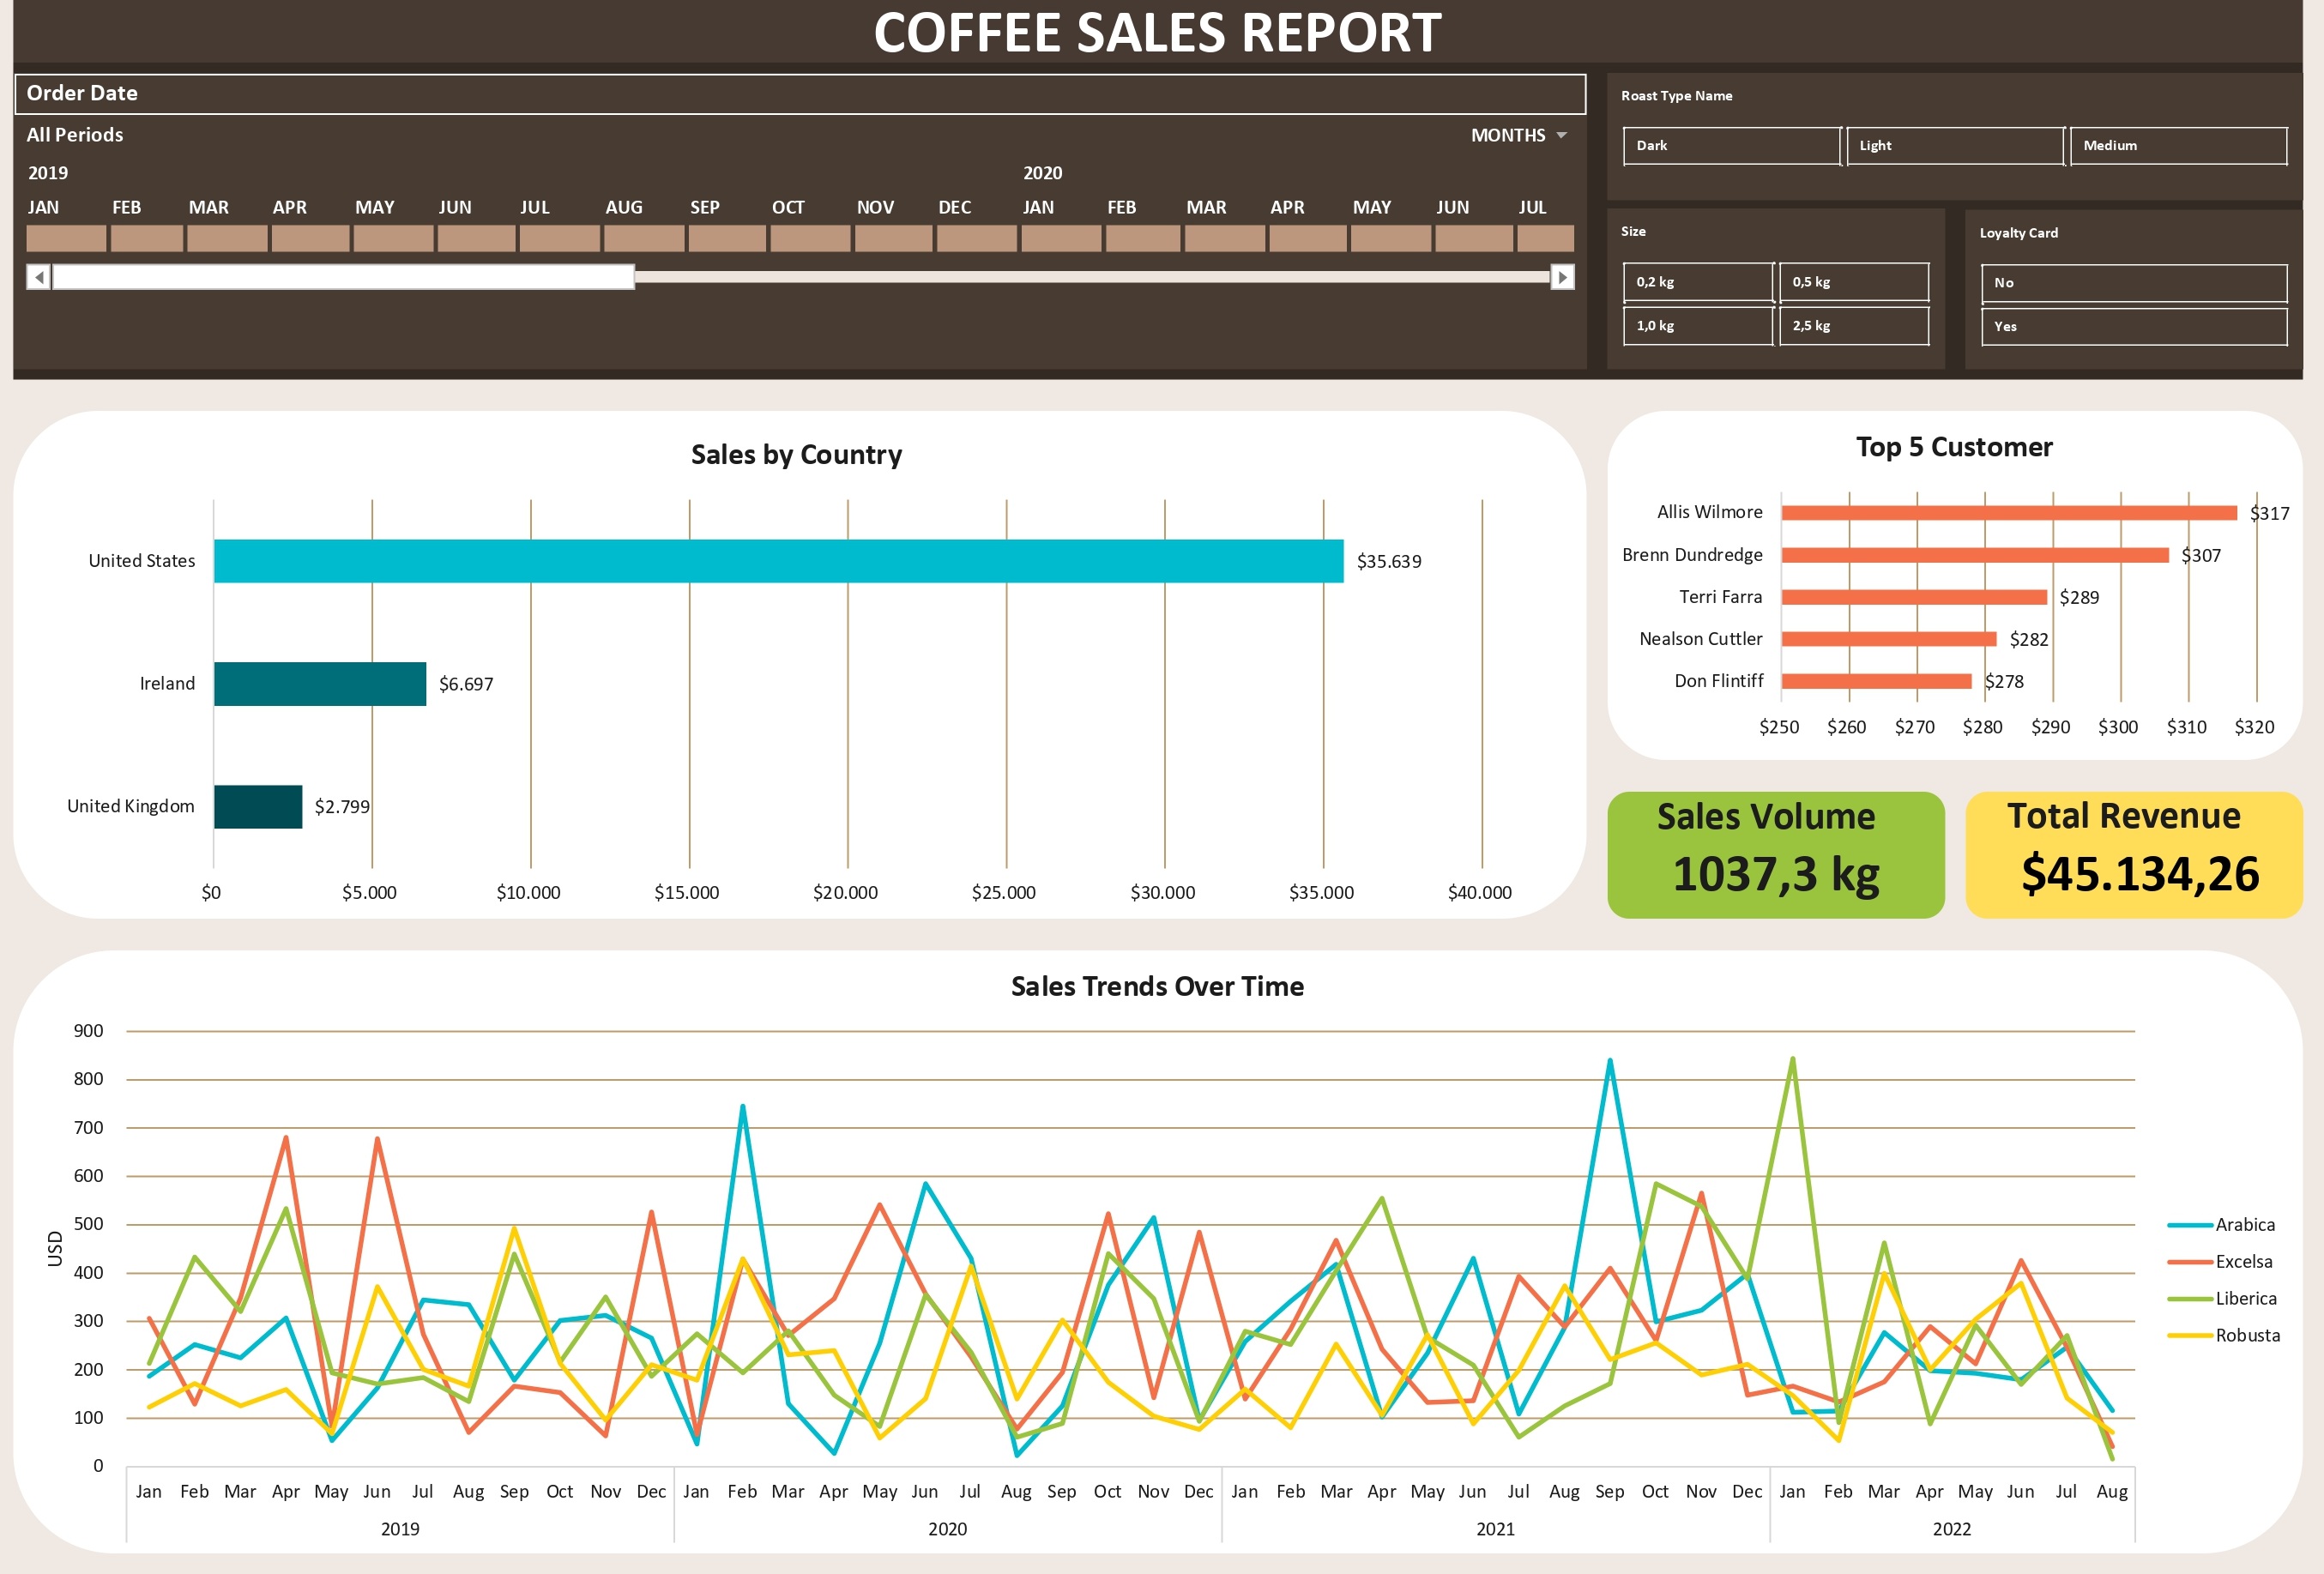 COFFEE SALES REPORT
Order Date
All Periods MONTHS
2019 2020
JAN FEB MAR APR MAY JUN JUL AUG SEP OCT NOV DEC JAN FEB MAR APR MAY JUN JUL
Roast Type Name
Dark Light Medium
Size
0,2 kg 0,5 kg
1,0 kg 2,5 kg
Loyalty Card
No
Yes
Sales by Country
United States $35.639
Ireland $6.697
United Kingdom $2.799
$0 $5.000 $10.000 $15.000 $20.000 $25.000 $30.000 $35.000 $40.000
Top 5 Customer
Allis Wilmore $317
Brenn Dundredge $307
Terri Farra $289
Nealson Cuttler $282
Don Flintiff $278
$250 $260 $270 $280 $290 $300 $310 $320
Sales Volume
1037,3 kg
Total Revenue
$45.134,26
Sales Trends Over Time
900
800
700
600
500
400
300
200
100
0
USD
Jan Feb Mar Apr May Jun Jul Aug Sep Oct Nov Dec Jan Feb Mar Apr May Jun Jul Aug Sep Oct Nov Dec Jan Feb Mar Apr May Jun Jul Aug Sep Oct Nov Dec Jan Feb Mar Apr May Jun Jul Aug
2019 2020 2021 2022
Arabica
Excelsa
Liberica
Robusta